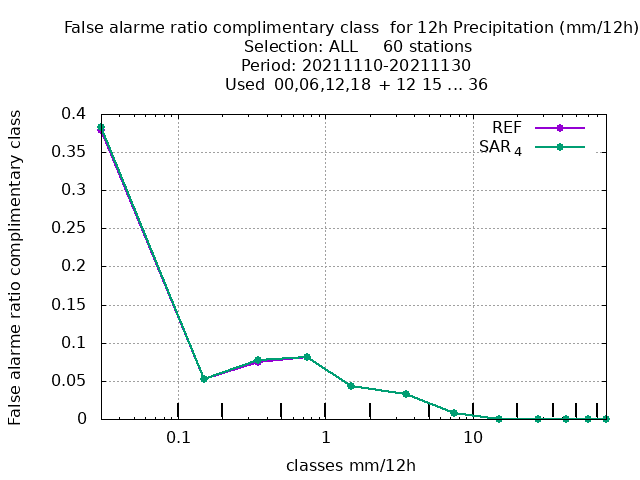 False alarme ratio complimentary class  for 12h Precipitation (mm/12h)
Selection: ALL     60 stations
Period: 20211110-20211130
Used  00,06,12,18  + 12 15 ... 36
False alarme ratio complimentary class
0.4
0.35
0.3
0.25
0.2
0.15
0.1
0.05
0
REF
SAR 4
0.1 1 10
classes mm/12h